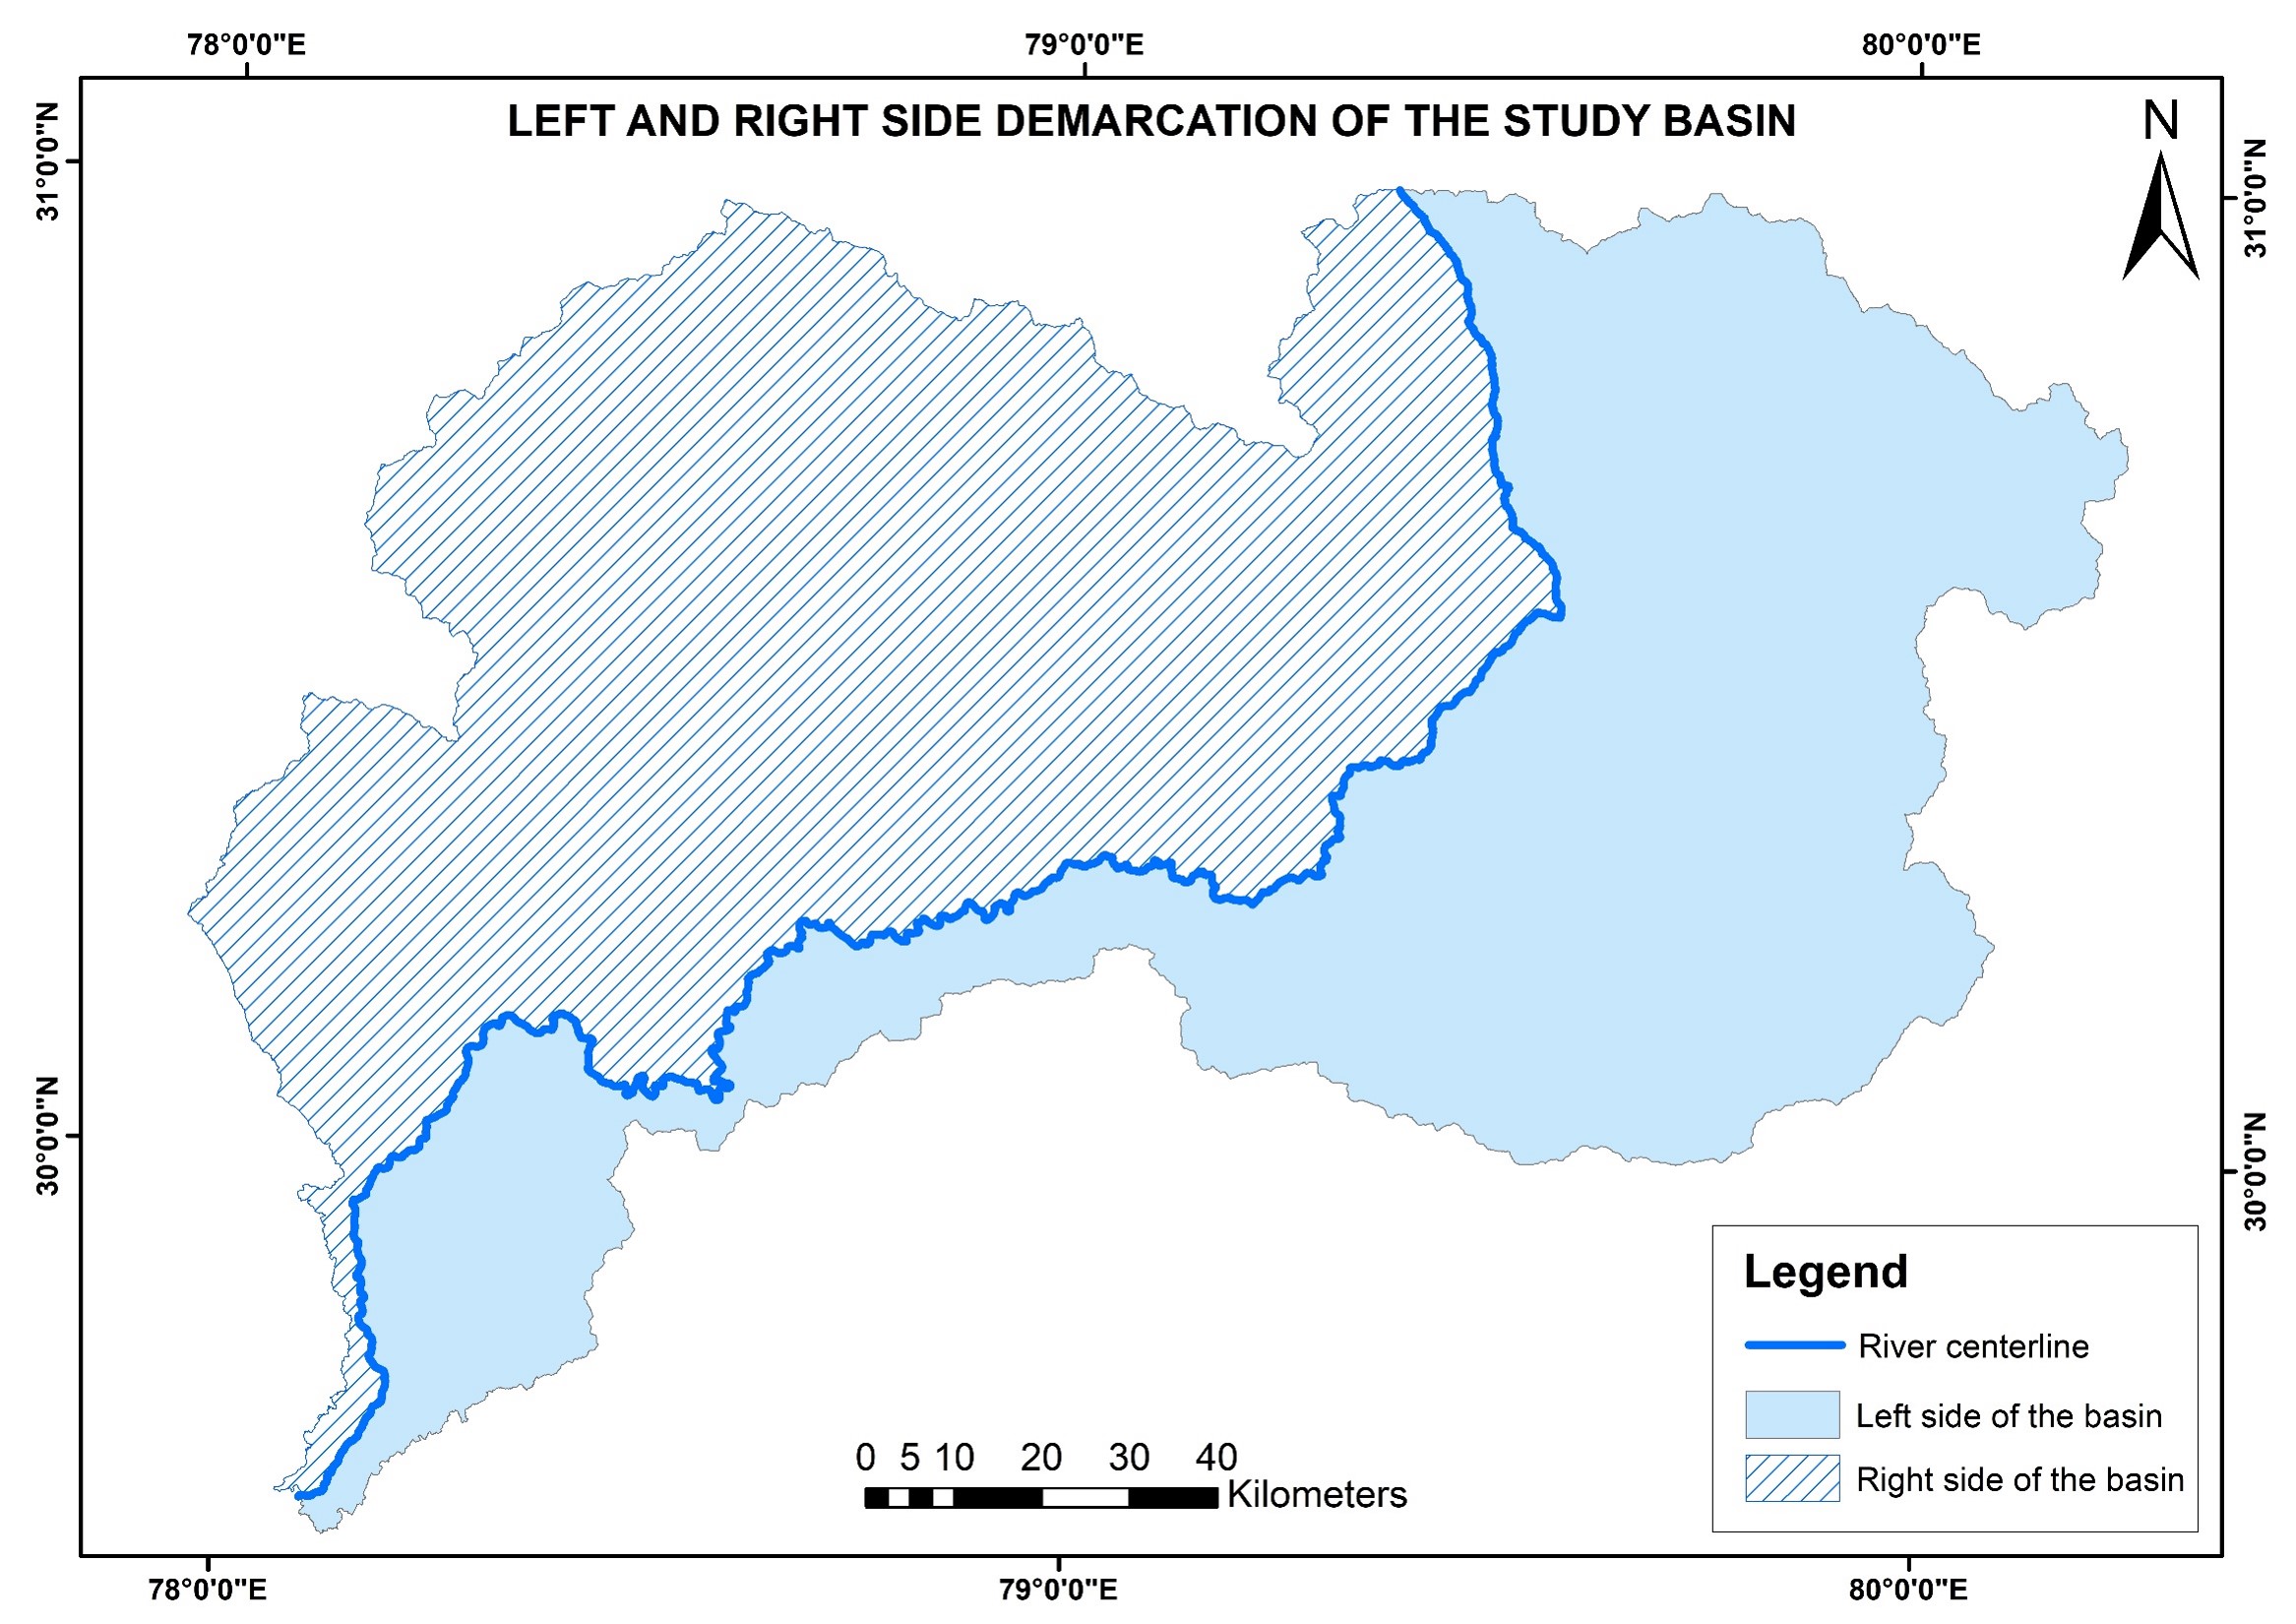 78°0'0"E 79°0'0"E 80°0'0"E
LEFT AND RIGHT SIDE DEMARCATION OF THE STUDY BASIN
N
31°0'0"N
31°0'0"N
30°0'0"N
30°0'0"N
Legend
River centerline
Left side of the basin
Right side of the basin
0 5 10 20 30 40
Kilometers
78°0'0"E 79°0'0"E 80°0'0"E